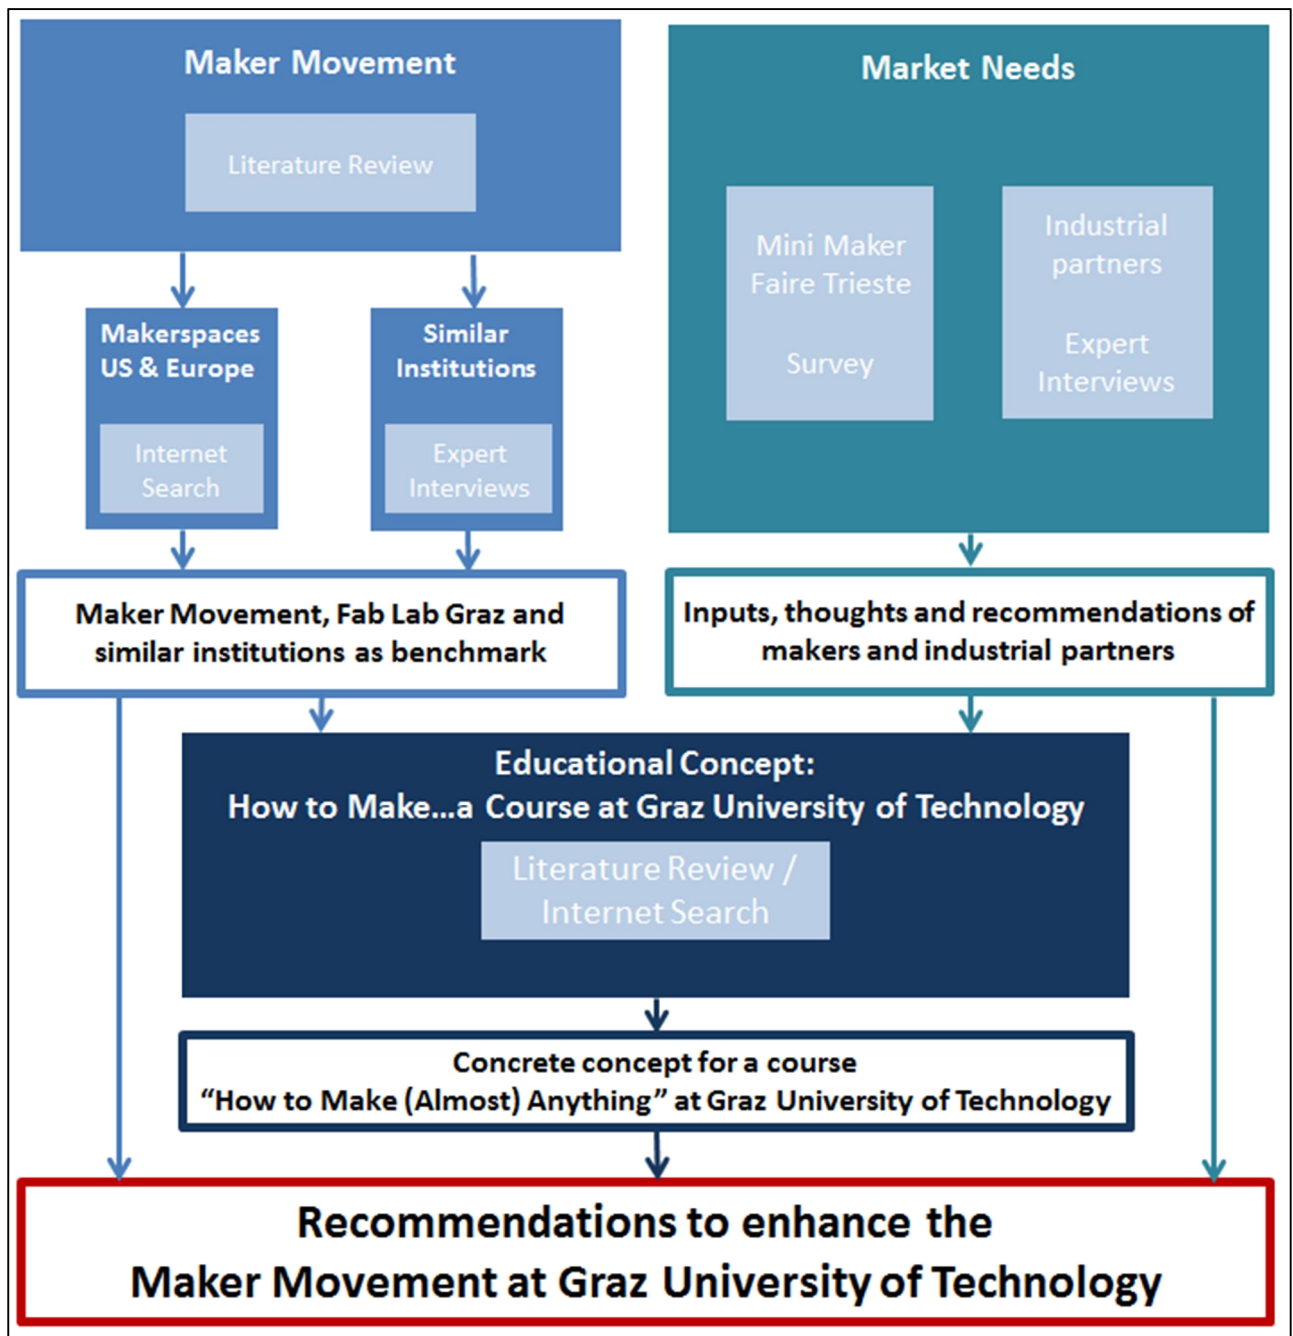 Maker Movement
Literature Review
Makerspaces
US & Europe
Internet
Search
Similar
Institutions
Expert
Interviews
Market Needs
Mini Maker
Faire Trieste
Survey
Industrial
partners
Expert
Interviews
Maker Movement, Fab Lab Graz and
similar institutions as benchmark
Inputs, thoughts and recommendations of
makers and industrial partners
Educational Concept:
How to Make...a Course at Graz University of Technology
Literature Review /
Internet Search
Concrete concept for a course
“How to Make (Almost) Anything” at Graz University of Technology
Recommendations to enhance the
Maker Movement at Graz University of Technology